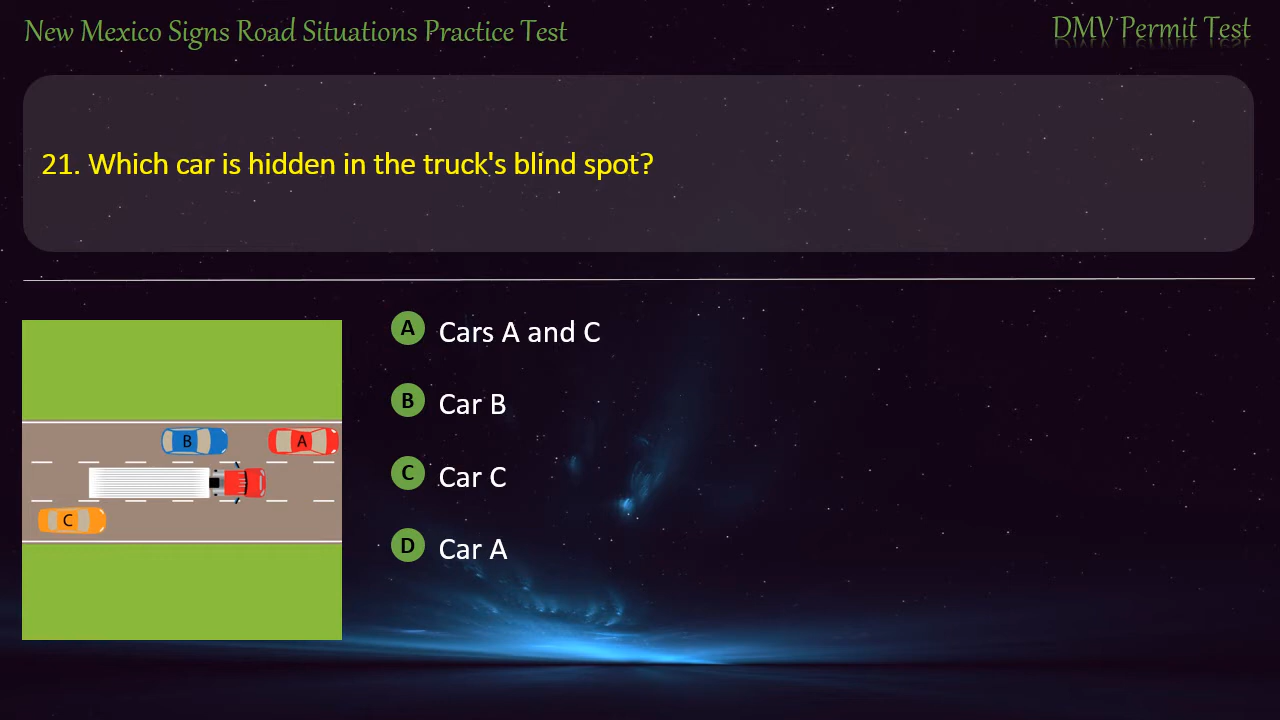 New Mexico Signs Road Situations Practice Test
DMV Permit Test
21. Which car is hidden in the truck's blind spot?
A Cars A and C
B Car B
C Car C
D Car A
B
A
C